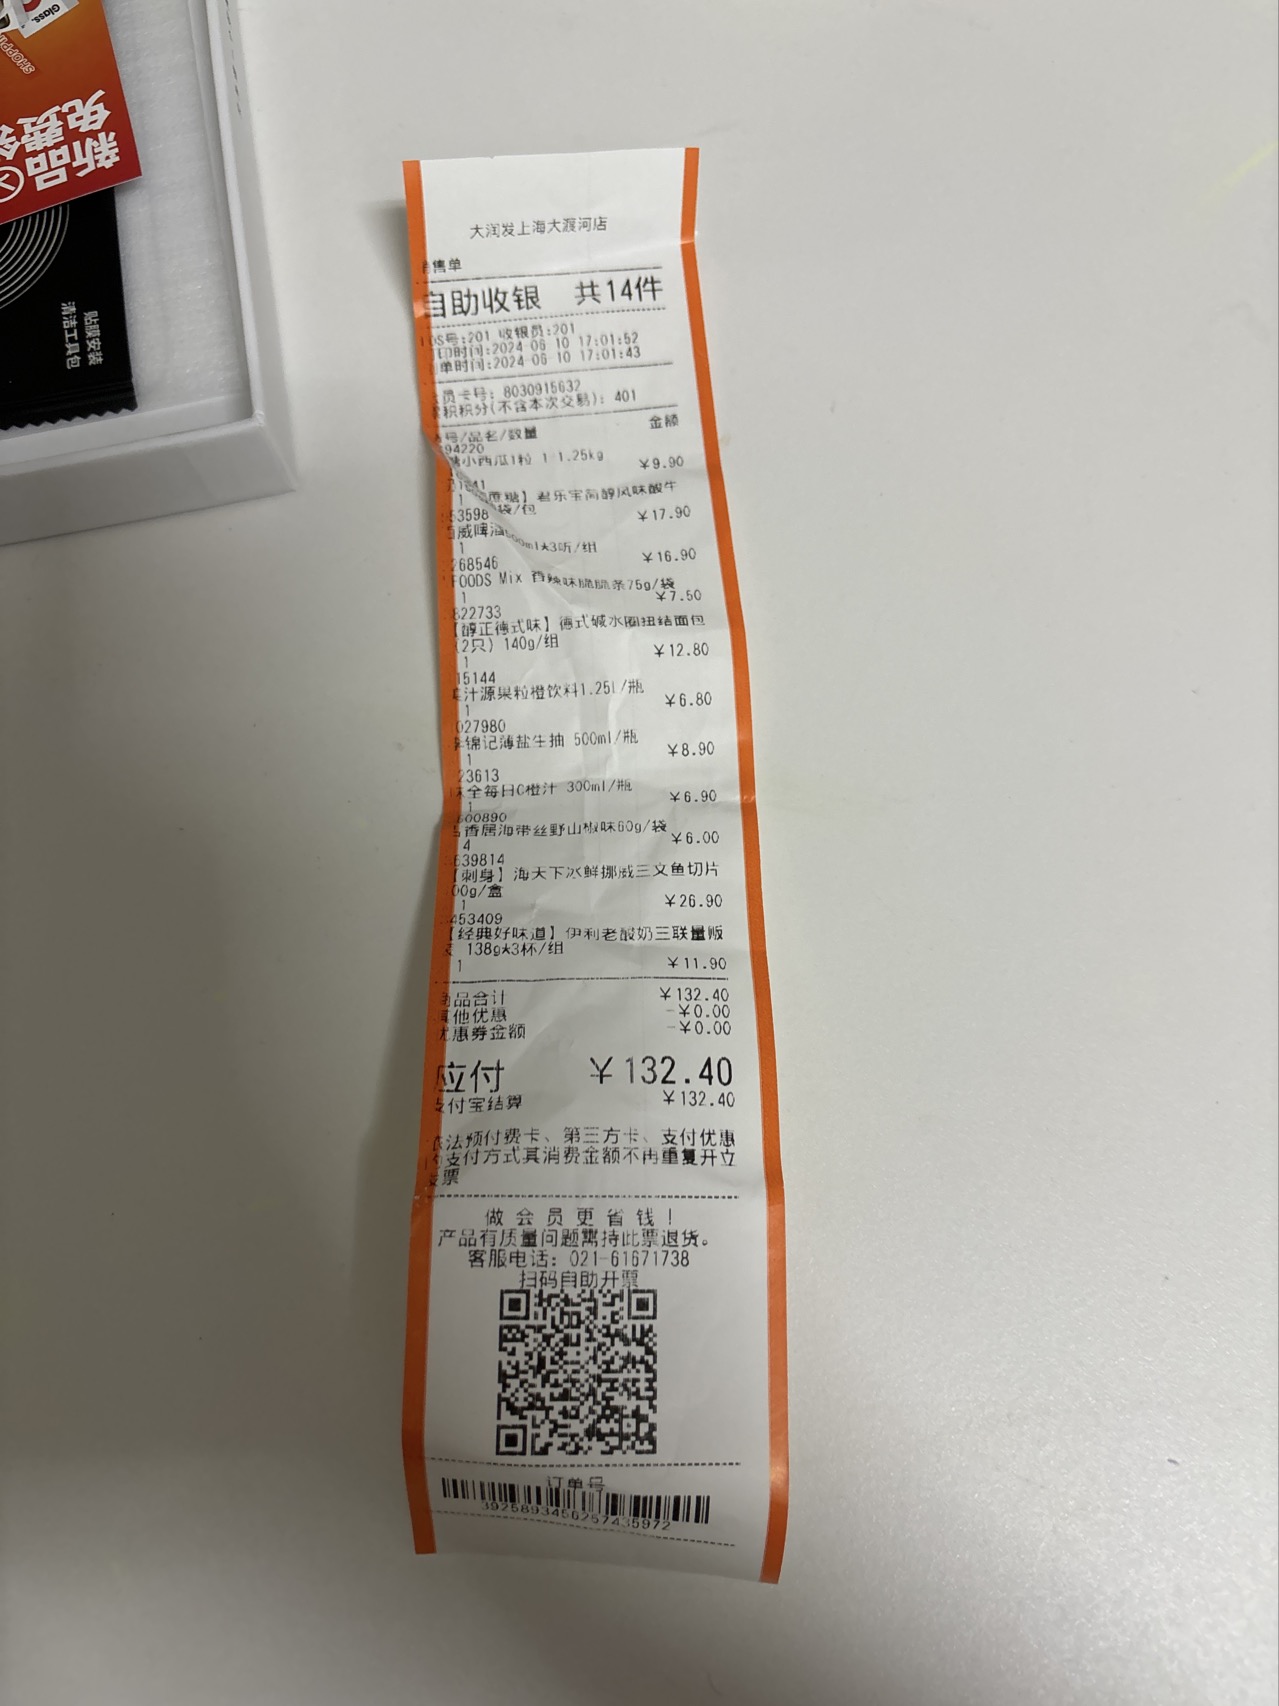 Glass.
SHOPPI
新品
免费
贴膜安装
清洁工具包
大润发上海大渡河店
售单
自助收银 共14件
OS号:201 收银员:201
印时间:2024-06-10 17:01:52
单时间:2024-06-10 17:01:43
员卡号: 8030915632
积积分(不含本次交易): 401
号/品名/数量 金额
94220
小西瓜1粒 1-1.25kg
¥9.90
1 蔗糖】君乐宝简醇风味酸牛
袋/包
¥17.90
53598
威啤酒500ml*3听/组
1
¥16.90
268546
FOODS Mix 香辣味脆脆条75g/袋
1
¥7.50
822733
【醇正德式味】德式碱水圈扭结面包
(2只) 140g/组
1
¥12.80
15144
汁源果粒橙饮料1.25L/瓶
1
¥6.80
027980
锦记薄盐生抽 500ml/瓶
1
¥8.90
23613
味全每日C橙汁 300ml/瓶
1
¥6.90
600890
香居海带丝野山椒味60g/袋
4
¥6.00
639814
【刺身】海天下冰鲜挪威三文鱼切片
00g/盒
1
¥26.90
453409
【经典好味道】伊利老酸奶三联量贩
138g*3杯/组
1
¥11.90
品合计 ¥132.40
其他优惠 -¥0.00
优惠券金额 -¥0.00
应付 ¥132.40
支付宝结算 ¥132.40
依法预付费卡、第三方卡、支付优惠
支付方式其消费金额不再重复开立
发票
做会员更省钱!
产品有质量问题需持此票退货。
客服电话: 021-61671738
扫码自助开票
订单号
3925893456257435972